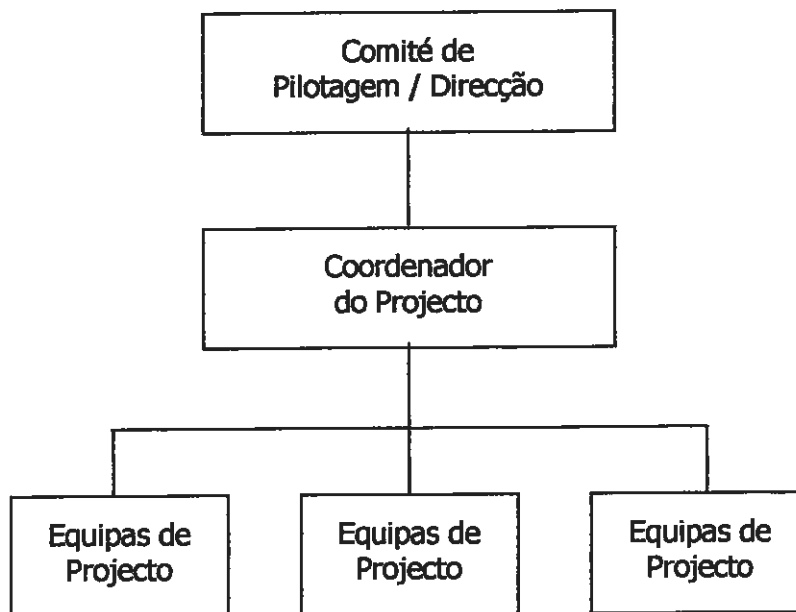 Comité de
Pilotagem / Direcção
Coordenador
do Projecto
Equipas de
Projecto
Equipas de
Projecto
Equipas de
Projecto